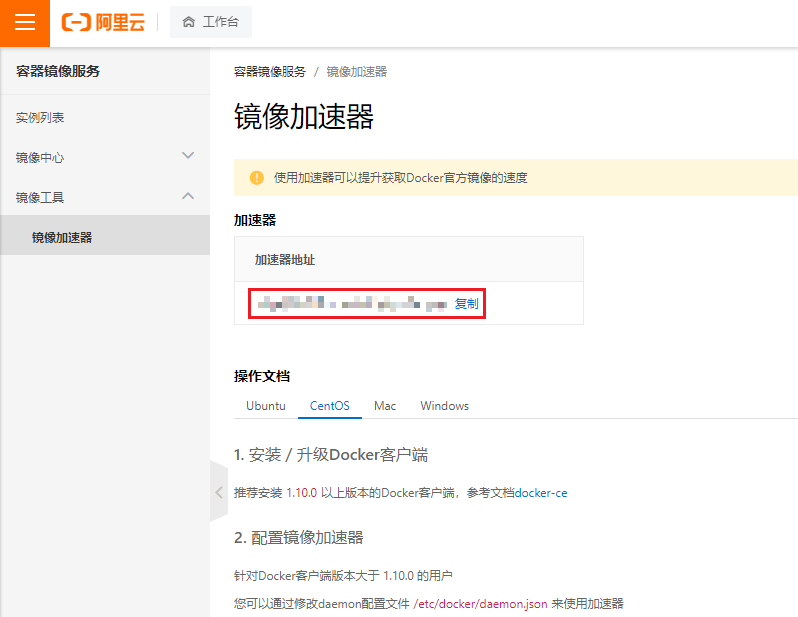 阿里云
工作台
容器镜像服务
实例列表
镜像中心
镜像工具
镜像加速器
容器镜像服务 / 镜像加速器
镜像加速器
使用加速器可以提升获取Docker官方镜像的速度
加速器
加速器地址
复制
操作文档
Ubuntu CentOS Mac Windows
1. 安装 / 升级Docker客户端
推荐安装 1.10.0 以上版本的Docker客户端，参考文档docker-ce
2. 配置镜像加速器
针对Docker客户端版本大于 1.10.0 的用户
您可以通过修改daemon配置文件 /etc/docker/daemon.json 来使用加速器